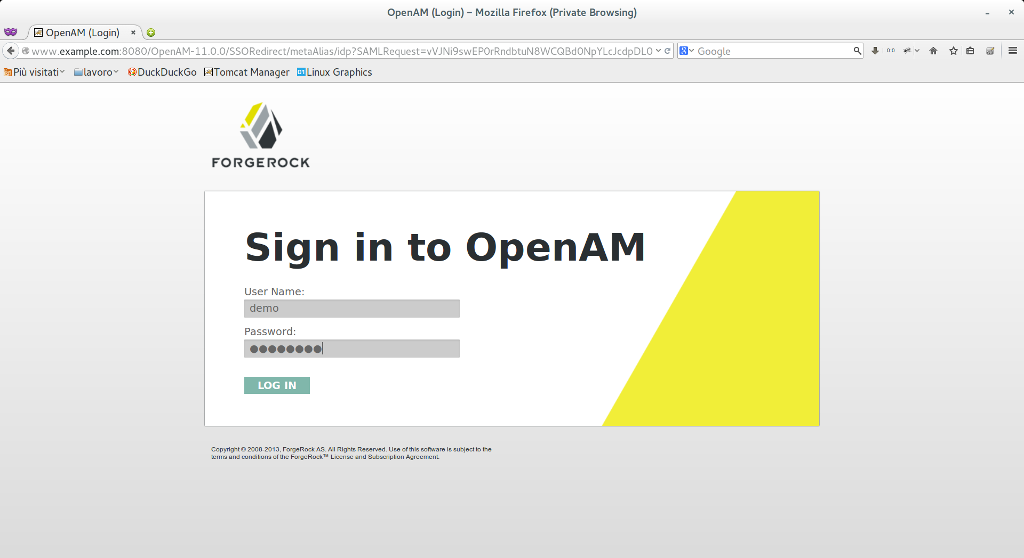 OpenAM (Login) – Mozilla Firefox (Private Browsing)
OpenAM (Login)
www.example.com:8080/OpenAM-11.0.0/SSORedirect/metaAlias/idp?SAMLRequest=vVJNi9swEP0rRndbtuN8WCQBd0NpYLcJcdpDL0
Google
Più visitati
lavoro
DuckDuckGo
Tomcat Manager
Linux Graphics
FORGEROCK
Sign in to OpenAM
User Name:
demo
Password:
LOG IN
Copyright © 2008-2013, ForgeRock AS. All Rights Reserved. Use of this software is subject to the
terms and conditions of the ForgeRock™ License and Subscription Agreement.